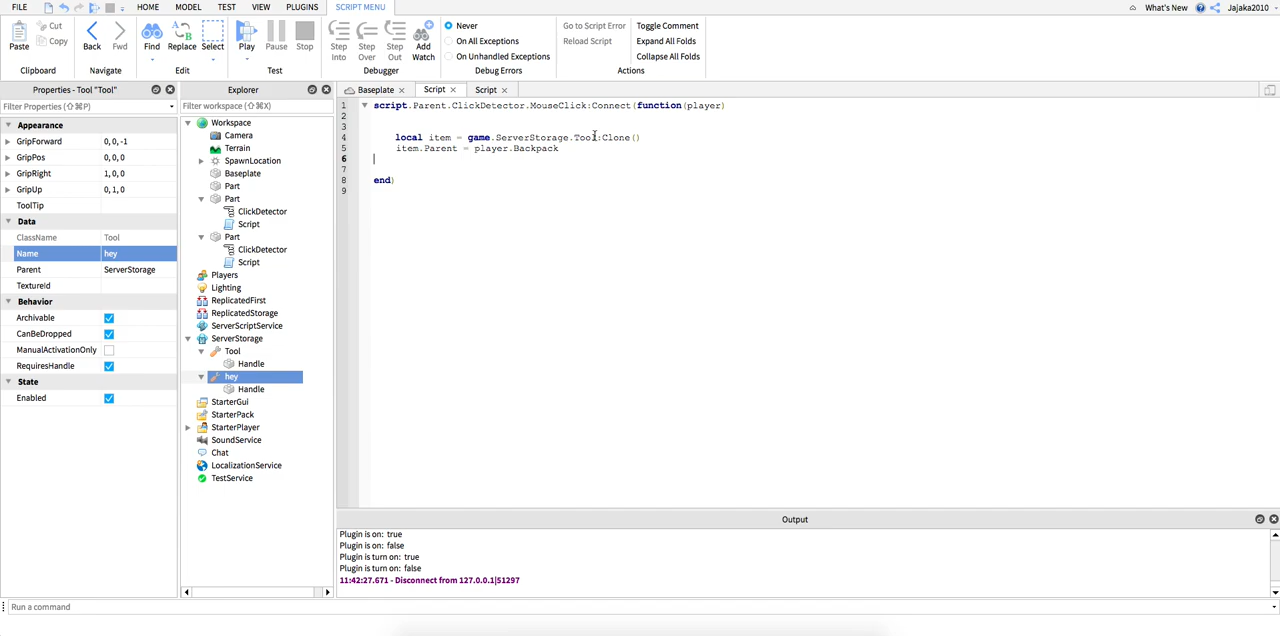 FILE HOME MODEL TEST VIEW PLUGINS SCRIPT MENU What's New Jajaka2010
Paste Cut Copy Back Fwd Find Replace Select Play Pause Stop Step Into Step Over Step Out Add Watch
Never
On All Exceptions
On Unhandled Exceptions
Go to Script Error
Reload Script
Toggle Comment
Expand All Folds
Collapse All Folds
Clipboard Navigate Edit Test Debugger Debug Errors Actions
Properties - Tool "Tool"
Filter Properties (⇧⌘P)
Appearance
GripForward 0, 0, -1
GripPos 0, 0, 0
GripRight 1, 0, 0
GripUp 0, 1, 0
ToolTip
Data
ClassName Tool
Name hey
Parent ServerStorage
TextureId
Behavior
Archivable
CanBeDropped
ManualActivationOnly
RequiresHandle
State
Enabled
Explorer
Filter workspace (⇧⌘X)
Workspace
Camera
Terrain
SpawnLocation
Baseplate
Part
Part
ClickDetector
Script
Part
ClickDetector
Script
Players
Lighting
ReplicatedFirst
ReplicatedStorage
ServerScriptService
ServerStorage
Tool
Handle
hey
Handle
StarterGui
StarterPack
StarterPlayer
SoundService
Chat
LocalizationService
TestService
Baseplate Script Script
1 script.Parent.ClickDetector.MouseClick:Connect(function(player)
2
3
4 local item = game.ServerStorage.Tool:Clone()
5 item.Parent = player.Backpack
6
7
8 end)
9
Output
Plugin is on: true
Plugin is on: false
Plugin is turn on: true
Plugin is turn on: false
11:42:27.671 - Disconnect from 127.0.0.1|51297
Run a command